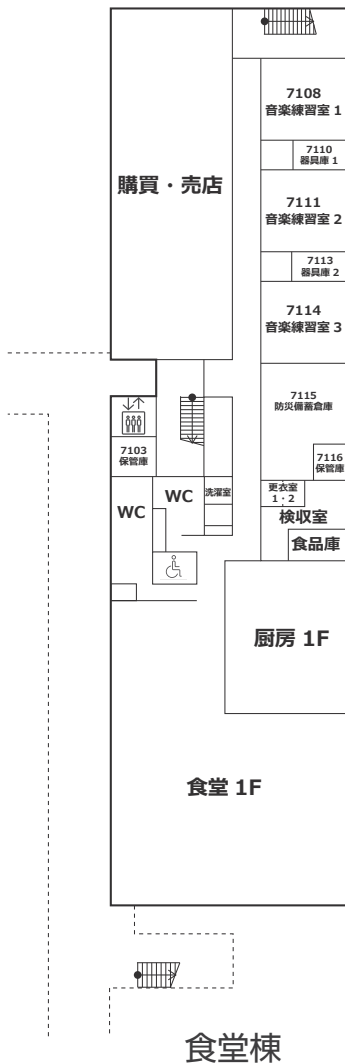 7108
音楽練習室 1
7110
器具庫 1
購買・売店
7111
音楽練習室 2
7113
器具庫 2
7114
音楽練習室 3
7115
防災備蓄倉庫
7103
保管庫
7116
保管庫
WC
WC
洗濯室
更衣室
1・2
検収室
食品庫
厨房 1F
食堂 1F
食堂棟